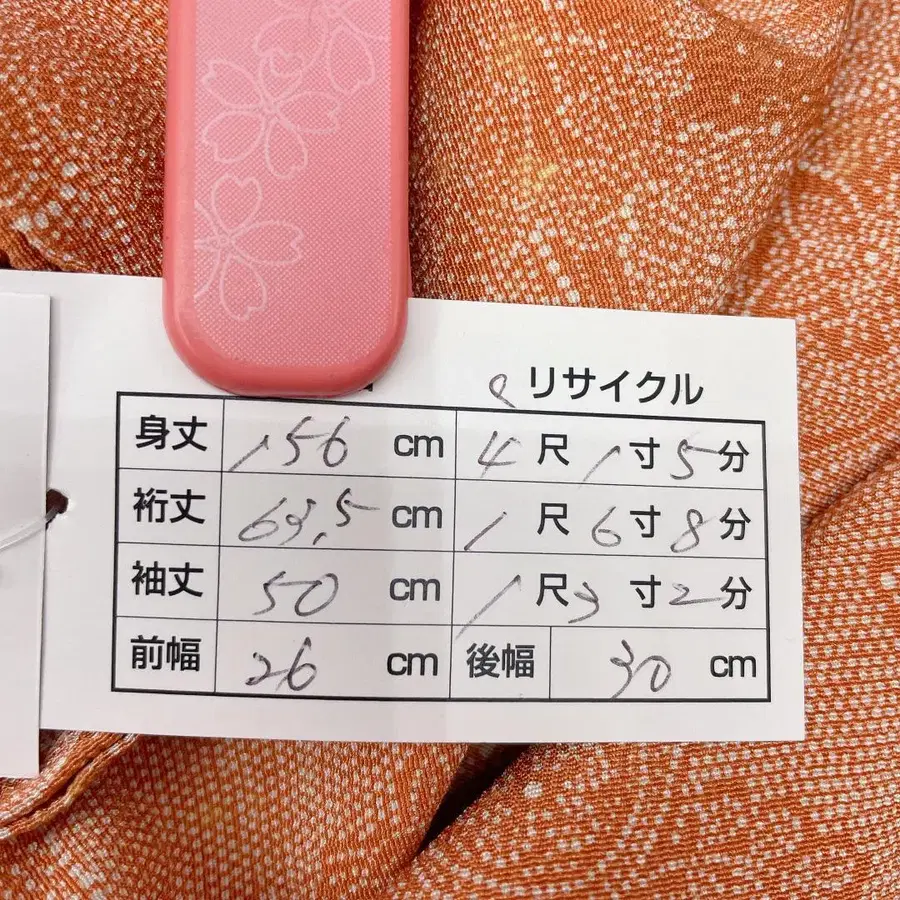 リサイクル
身丈 156 cm 4尺1寸5分
裄丈 63.5 cm 1尺6寸8分
袖丈 50 cm 1尺3寸2分
前幅 26 cm 後幅 30 cm